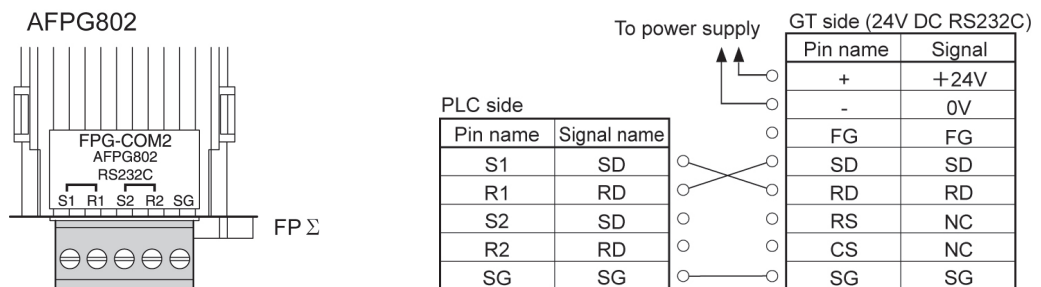 AFPG802
FPG-COM2
AFPG802
RS232C
S1 R1 S2 R2 SG
FPΣ
To power supply
PLC side
Pin name Signal name
S1 SD
R1 RD
S2 SD
R2 RD
SG SG
GT side (24V DC RS232C)
Pin name Signal
+ +24V
- 0V
FG FG
SD SD
RD RD
RS NC
CS NC
SG SG